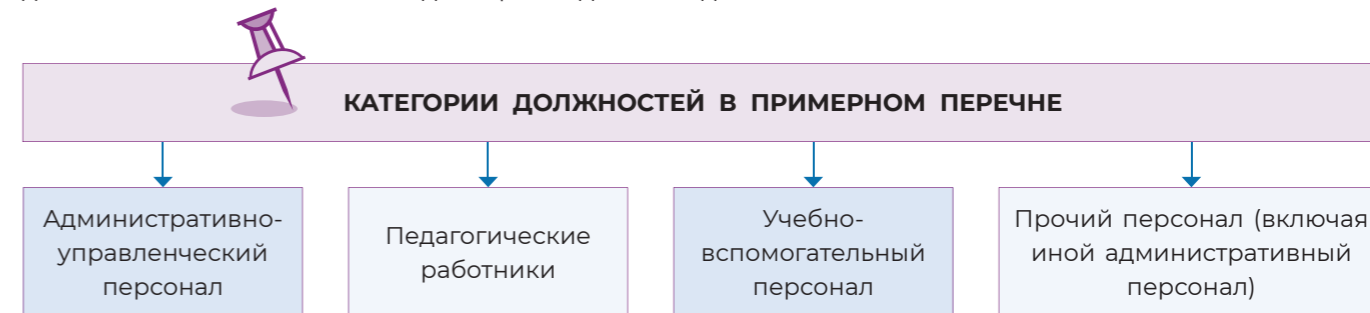 КАТЕГОРИИ ДОЛЖНОСТЕЙ В ПРИМЕРНОМ ПЕРЕЧНЕ
Административно-
управленческий
персонал
Педагогические
работники
Учебно-
вспомогательный
персонал
Прочий персонал (включая
иной административный
персонал)